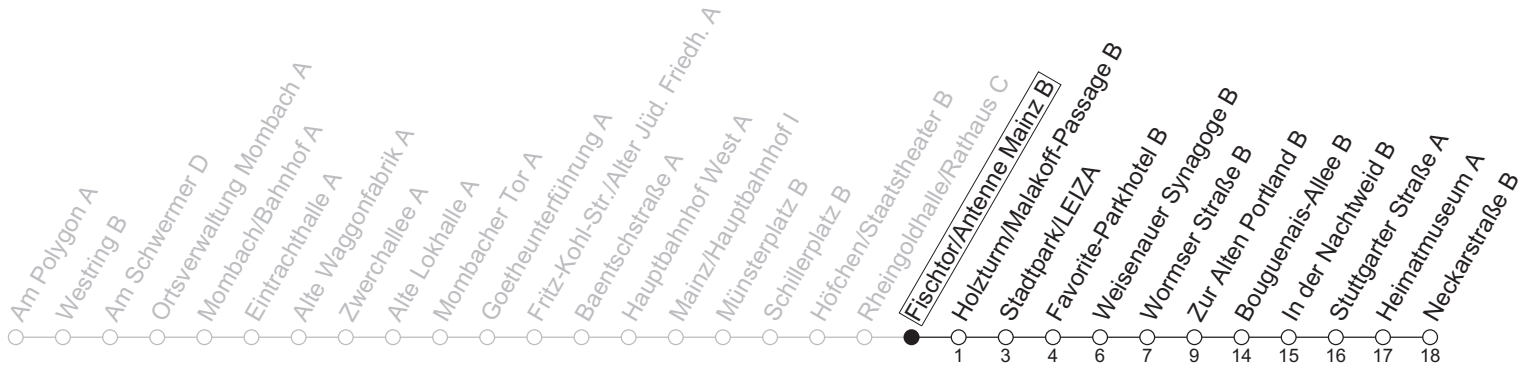 Am Polygon A
Westring B
Am Schwermer D
Ortsverwaltung Mombach A
Mombach/Bahnhof A
Eintrachthalle A
Alte Waggonfabrik A
Zwerchallee A
Alte Lokhalle A
Mombacher Tor A
Goetheunterführung A
Fritz-Kohl-Str./Alter Jüd. Friedh. A
Baentschstraße A
Hauptbahnhof West A
Mainz/Hauptbahnhof I
Münsterplatz B
Schillerplatz B
Höfchen/Staatstheater B
Rheingoldhalle/Rathaus C
Fischtor/Antenne Mainz B
Holzturm/Malakoff-Passage B
Stadtpark/LEIZA
Favorite-Parkhotel B
Weisenauer Synagoge B
Wormser Straße B
Zur Alten Portland B
Bouguenais-Allee B
In der Nachtweid B
Stuttgarter Straße A
Heimatmuseum A
Neckarstraße B
1 3 4 6 7 9 14 15 16 17 18